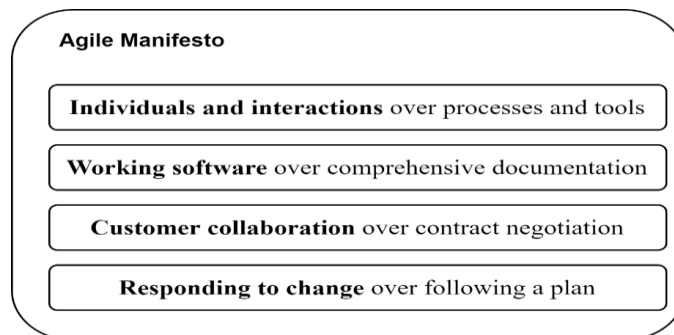 Agile Manifesto
Individuals and interactions over processes and tools
Working software over comprehensive documentation
Customer collaboration over contract negotiation
Responding to change over following a plan